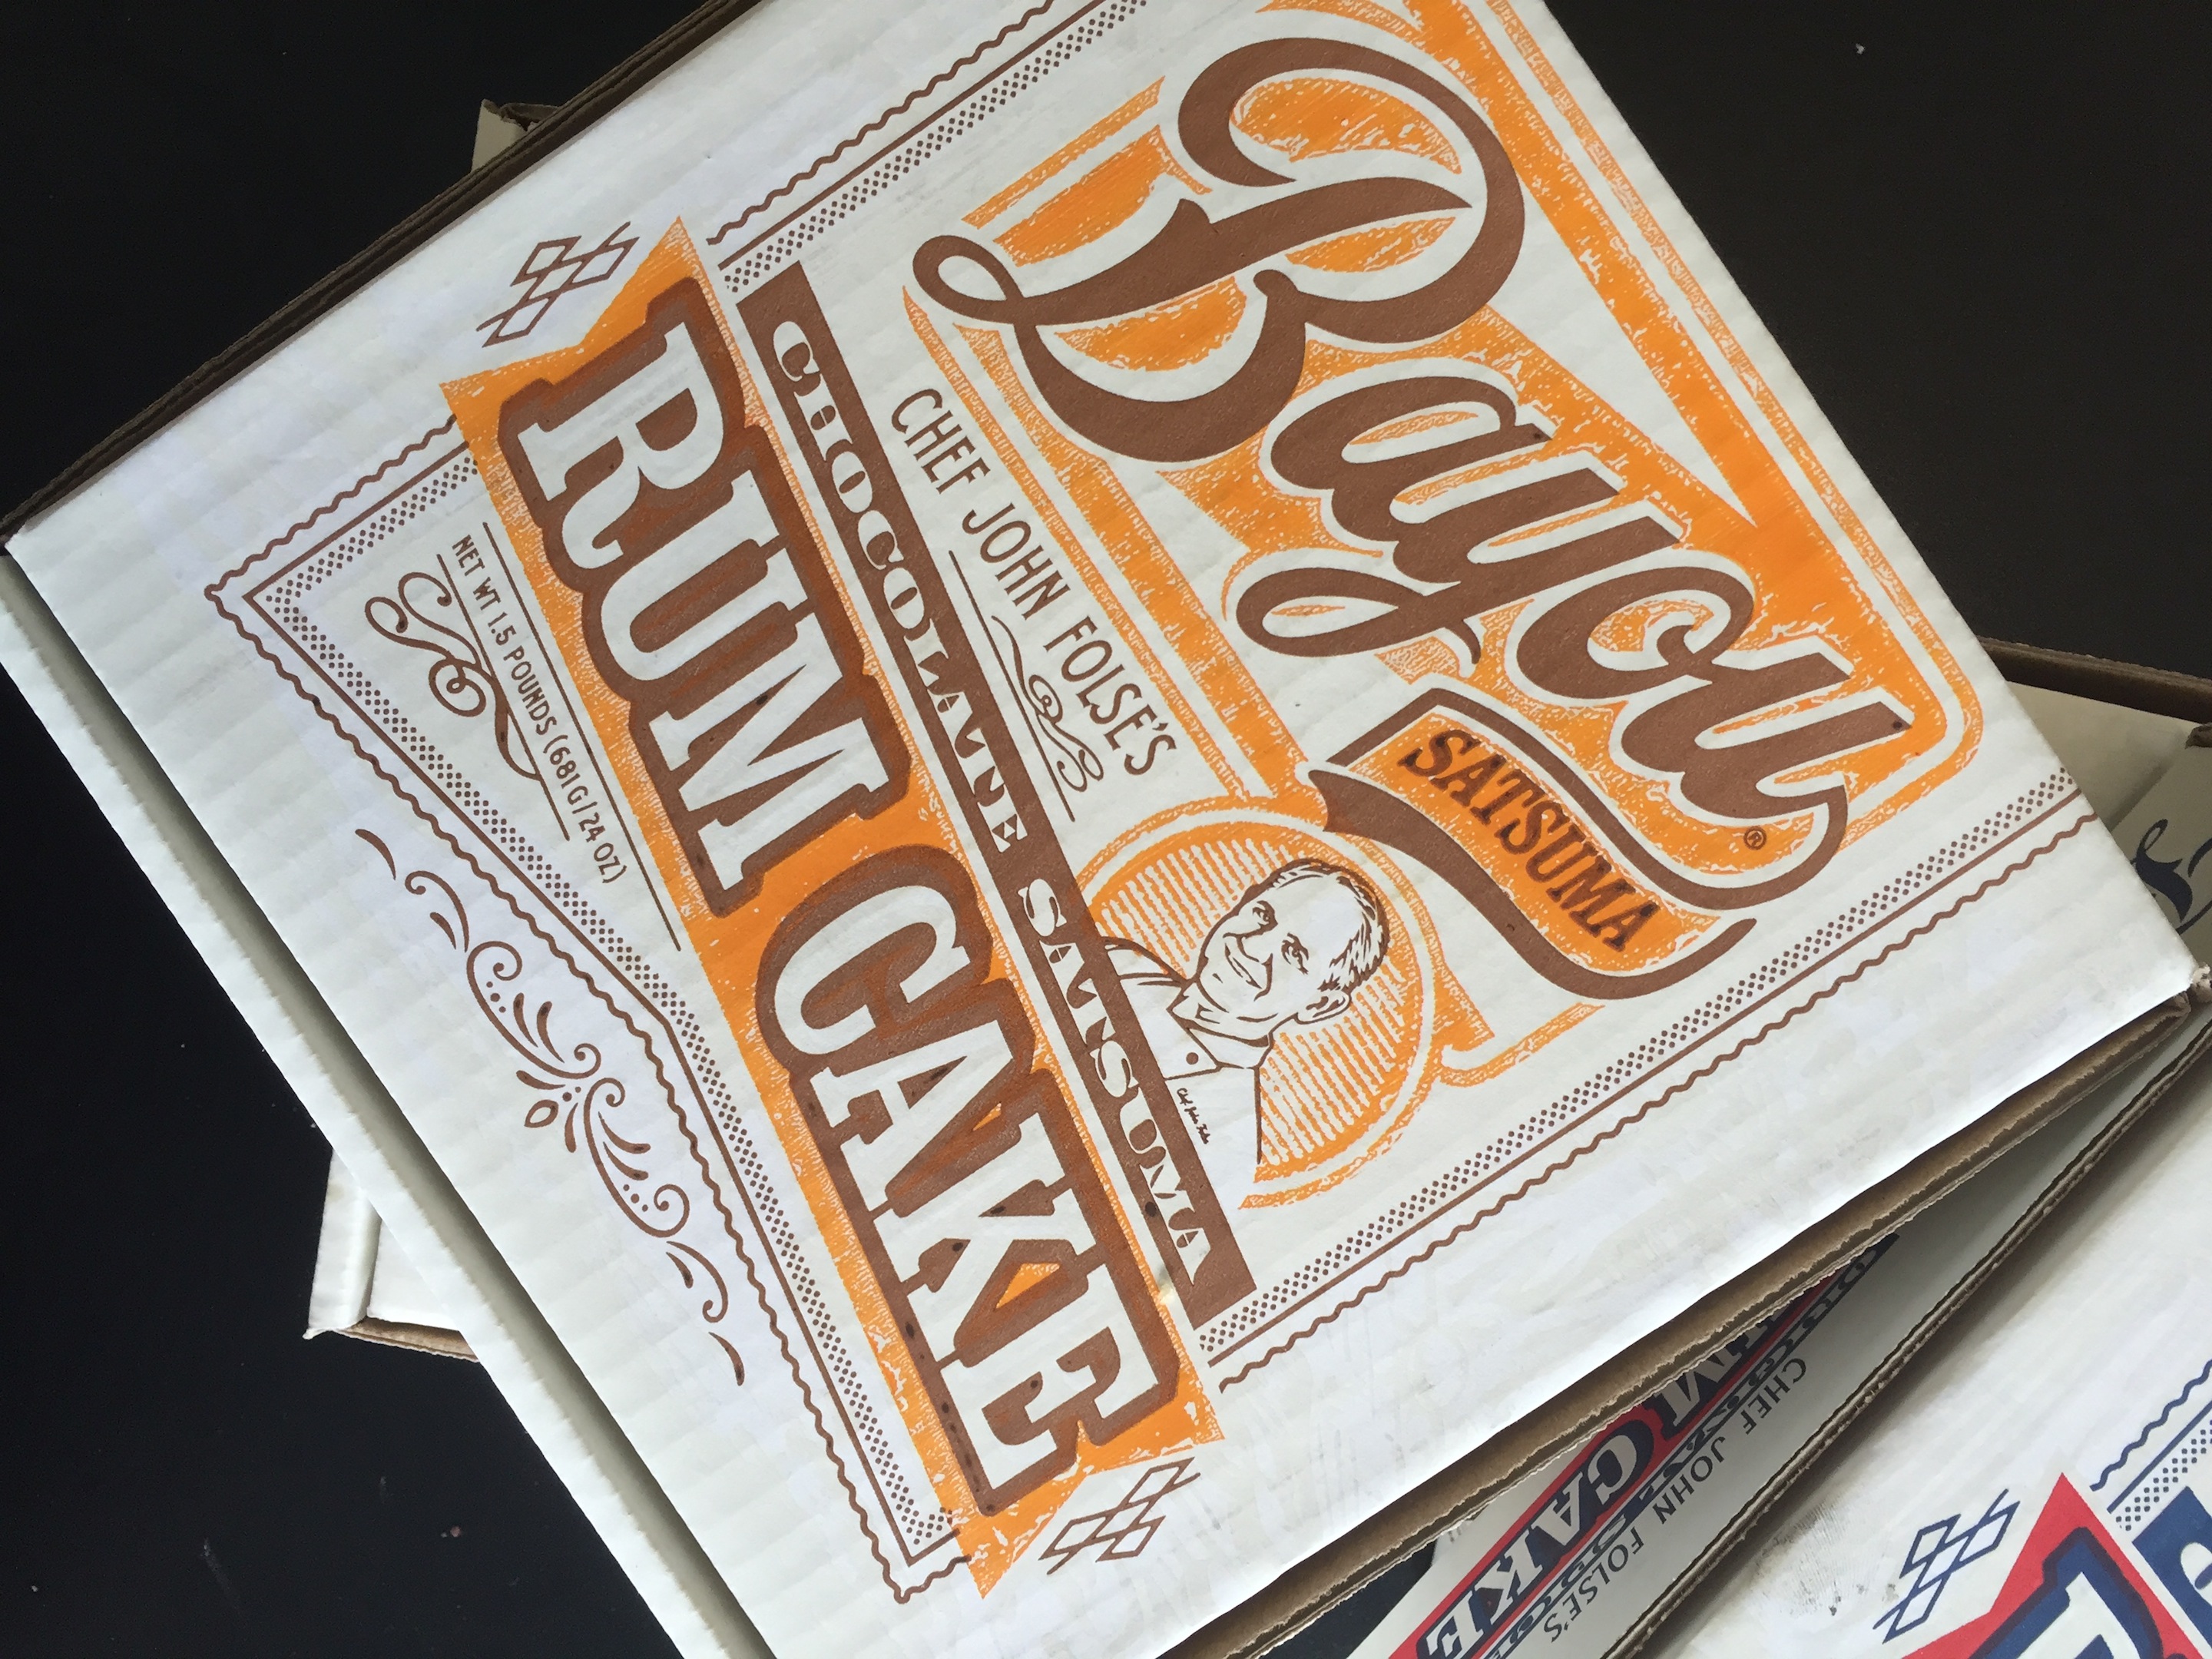 Bayou®
SATSUMA
CHEF JOHN FOLSE'S
CHOCOLATE SATSUMA
RUM CAKE
NET WT 1.5 POUNDS (681G/24 OZ)
CHEF JOHN FOLSE'S
RUM CAKE